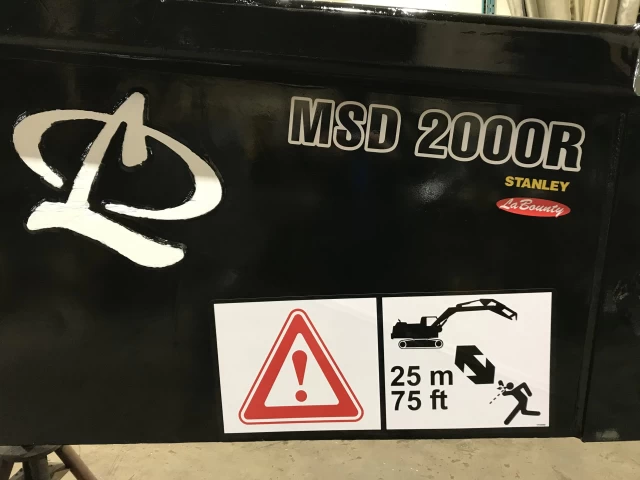 MSD 2000R
STANLEY
LaBounty
25 m
75 ft